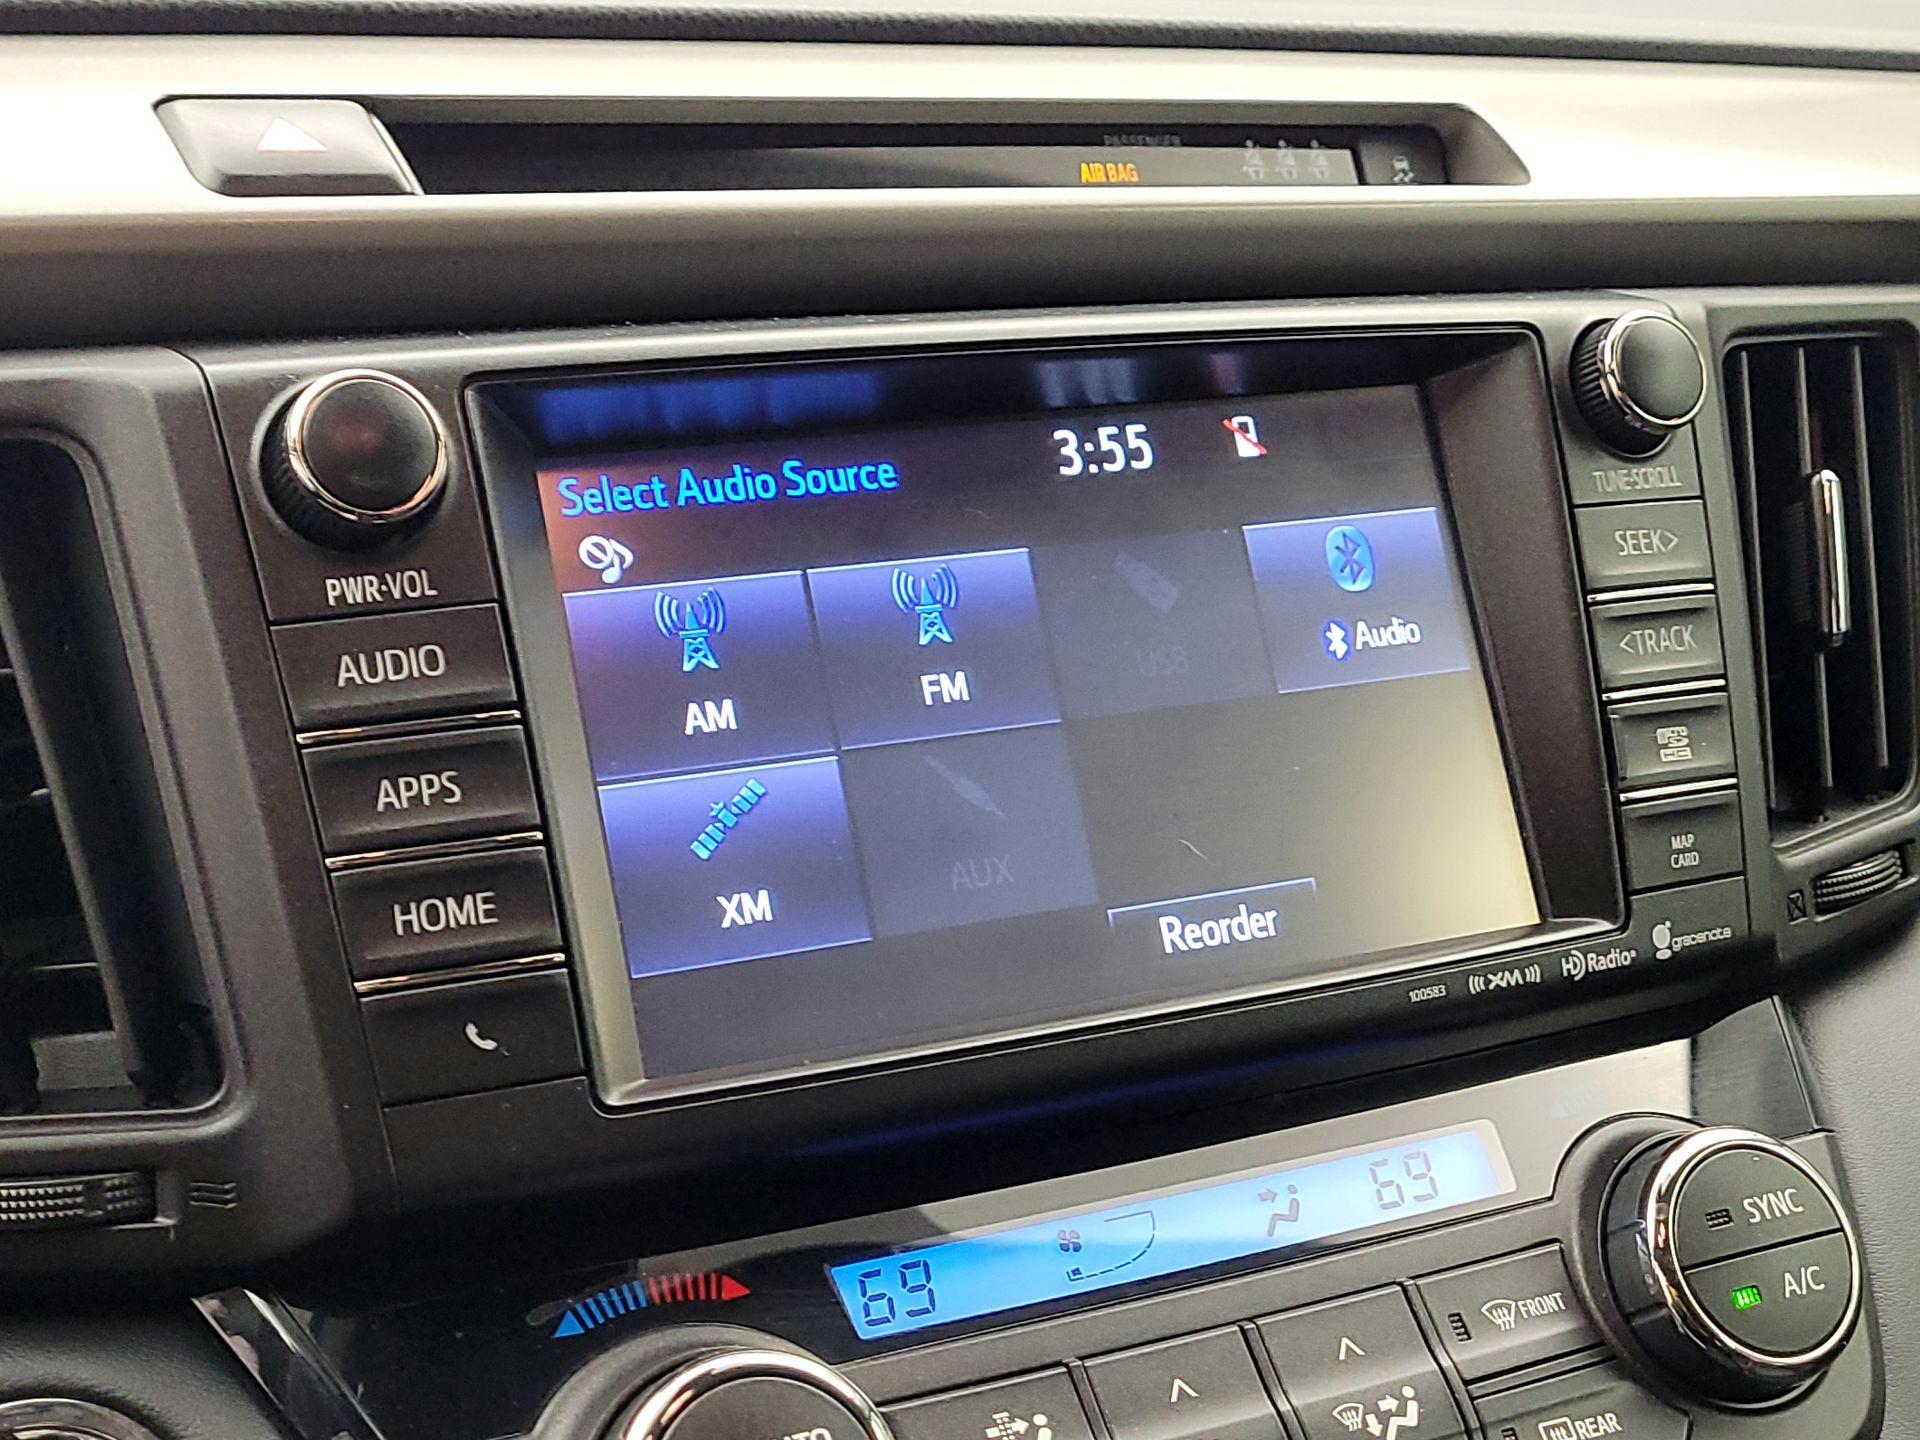 PASSENGER
AIR BAG
3:55
Select Audio Source
AM
FM
USB
Audio
XM
AUX
Reorder
PWR·VOL
AUDIO
APPS
HOME
TUNE·SCROLL
SEEK>
<TRACK
MAP
CARD
100583
XM
HD Radio
gracenote
69
69
SYNC
A/C
FRONT
REAR